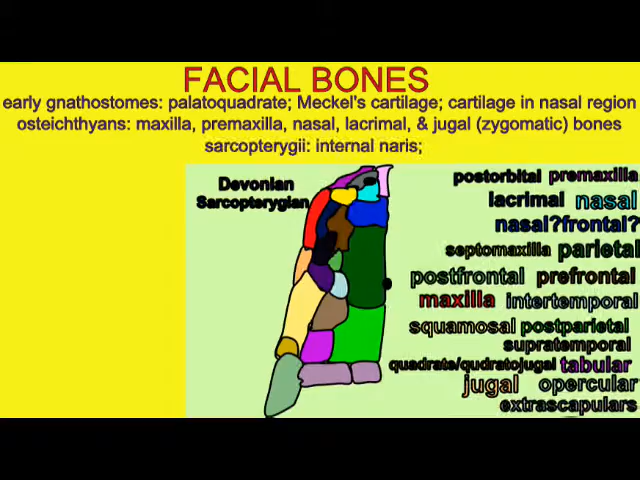 FACIAL BONES
early gnathostomes: palatoquadrate; Meckel's cartilage; cartilage in nasal region
osteichthyans: maxilla, premaxilla, nasal, lacrimal, & jugal (zygomatic) bones
sarcopterygii: internal naris;
Devonian
Sarcopterygian
postorbital premaxilla
lacrimal nasal
nasal?frontal?
septomaxilla parietal
postfrontal prefrontal
maxilla intertemporal
squamosal postparietal
supratemporal
quadrate/qudratojugal tabular
jugal opercular
extrascapulars